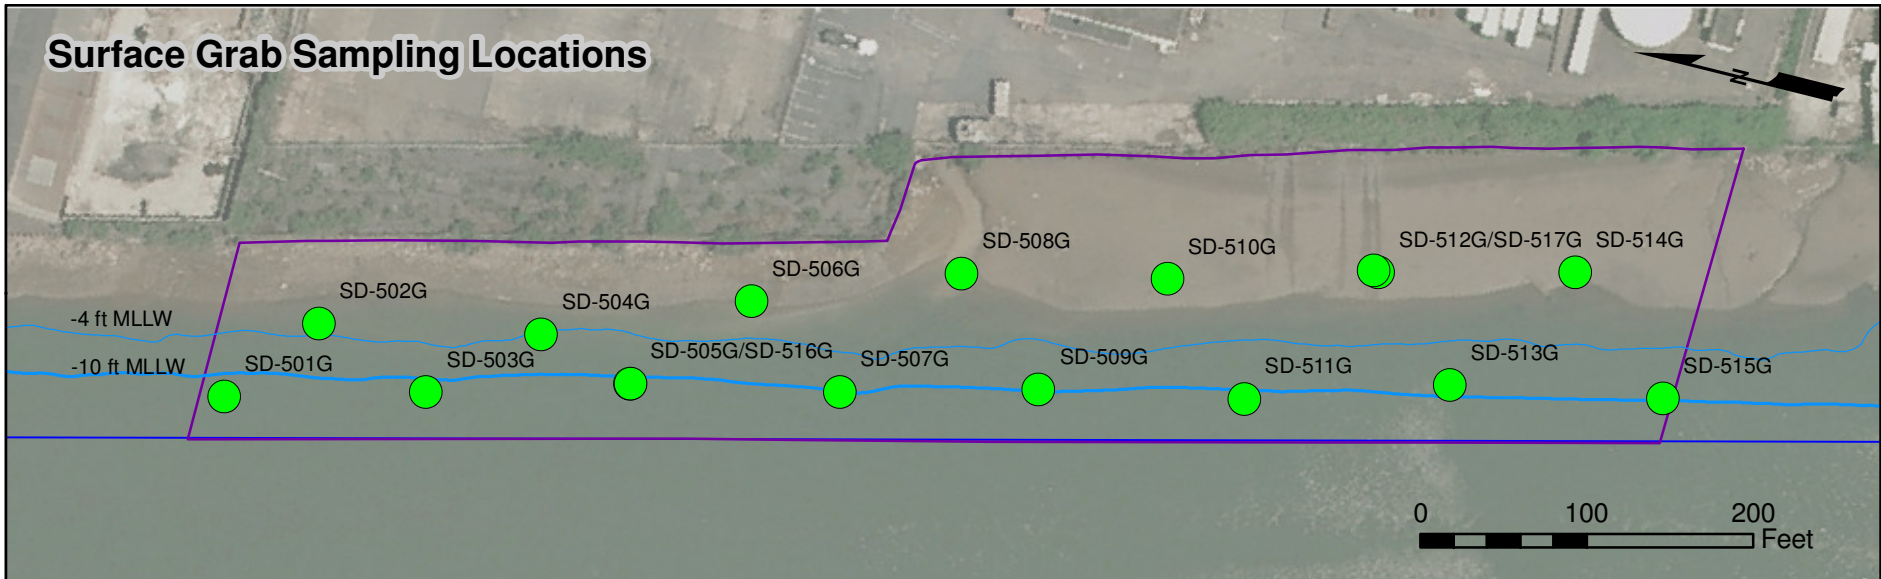 Surface Grab Sampling Locations
N
SD-508G
SD-510G
SD-512G/SD-517G
SD-514G
SD-506G
SD-502G
SD-504G
-4 ft MLLW
SD-501G
SD-503G
SD-505G/SD-516G
SD-507G
SD-509G
SD-511G
SD-513G
SD-515G
-10 ft MLLW
0 100 200
Feet